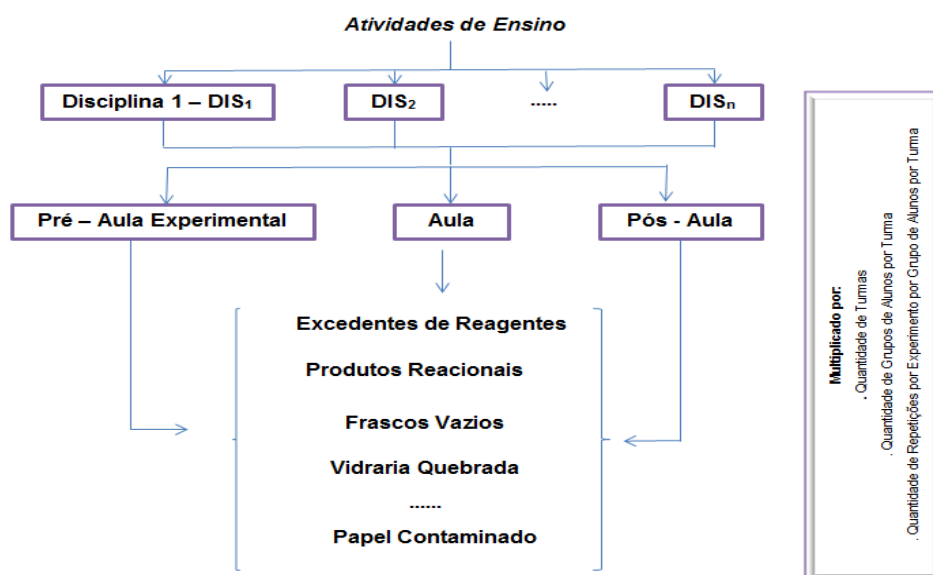 Atividades de Ensino
Disciplina 1 – DIS₁
DIS₂
.....
DISₙ
Pré – Aula Experimental
Aula
Pós - Aula
Excedentes de Reagentes
Produtos Reacionais
Frascos Vazios
Vidraria Quebrada
......
Papel Contaminado
Multiplicado por:
. Quantidade de Turmas
. Quantidade de Grupos de Alunos por Turma
. Quantidade de Repetições por Experimento por Grupo de Alunos por Turma